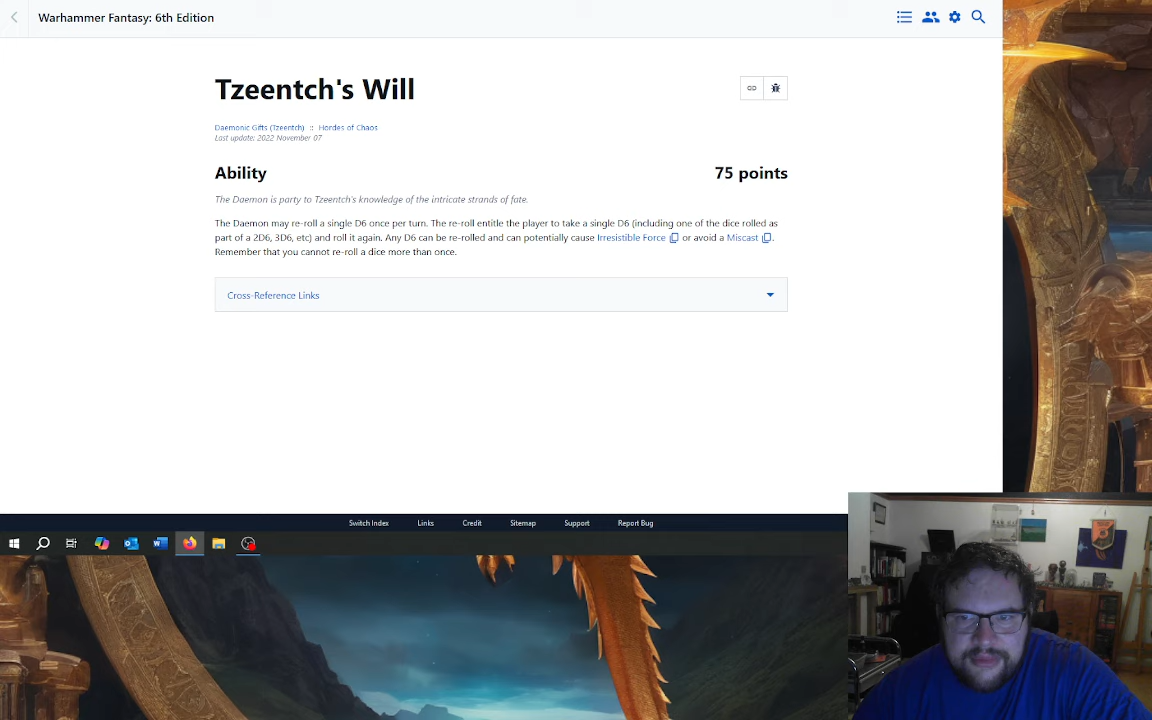 Warhammer Fantasy: 6th Edition
Tzeentch's Will
Daemonic Gifts (Tzeentch) :: Hordes of Chaos
Last update: 2022 November 07
Ability 75 points
The Daemon is party to Tzeentch's knowledge of the intricate strands of fate.
The Daemon may re-roll a single D6 once per turn. The re-roll entitle the player to take a single D6 (including one of the dice rolled as
part of a 2D6, 3D6, etc) and roll it again. Any D6 can be re-rolled and can potentially cause Irresistible Force or avoid a Miscast.
Remember that you cannot re-roll a dice more than once.
Cross-Reference Links
Switch Index Links Credit Sitemap Support Report Bug